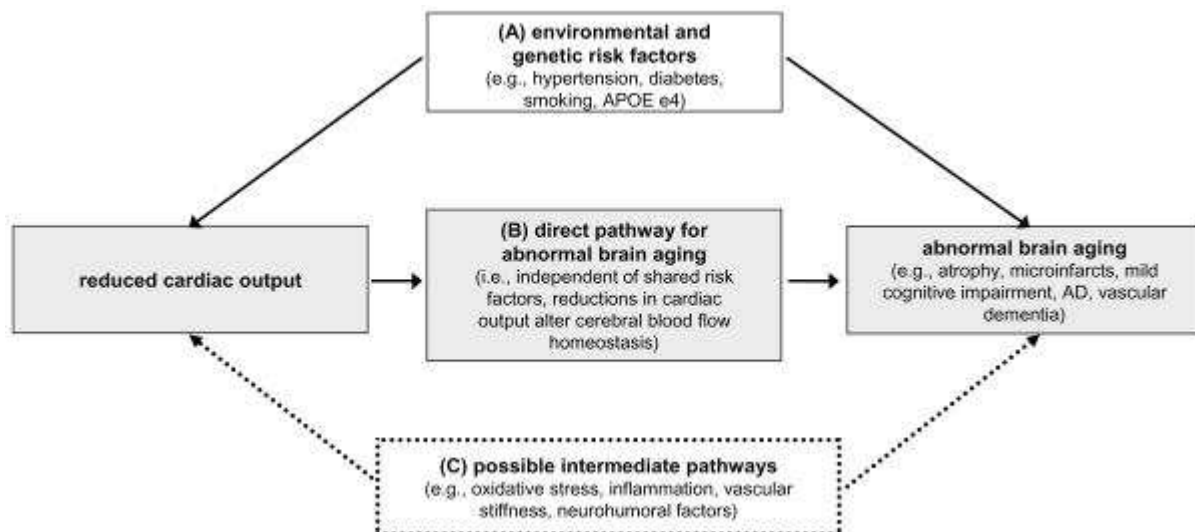 (A) environmental and
genetic risk factors
(e.g., hypertension, diabetes,
smoking, APOE e4)
reduced cardiac output
(B) direct pathway for
abnormal brain aging
(i.e., independent of shared risk
factors, reductions in cardiac
output alter cerebral blood flow
homeostasis)
abnormal brain aging
(e.g., atrophy, microinfarcts, mild
cognitive impairment, AD, vascular
dementia)
(C) possible intermediate pathways
(e.g., oxidative stress, inflammation, vascular
stiffness, neurohumoral factors)